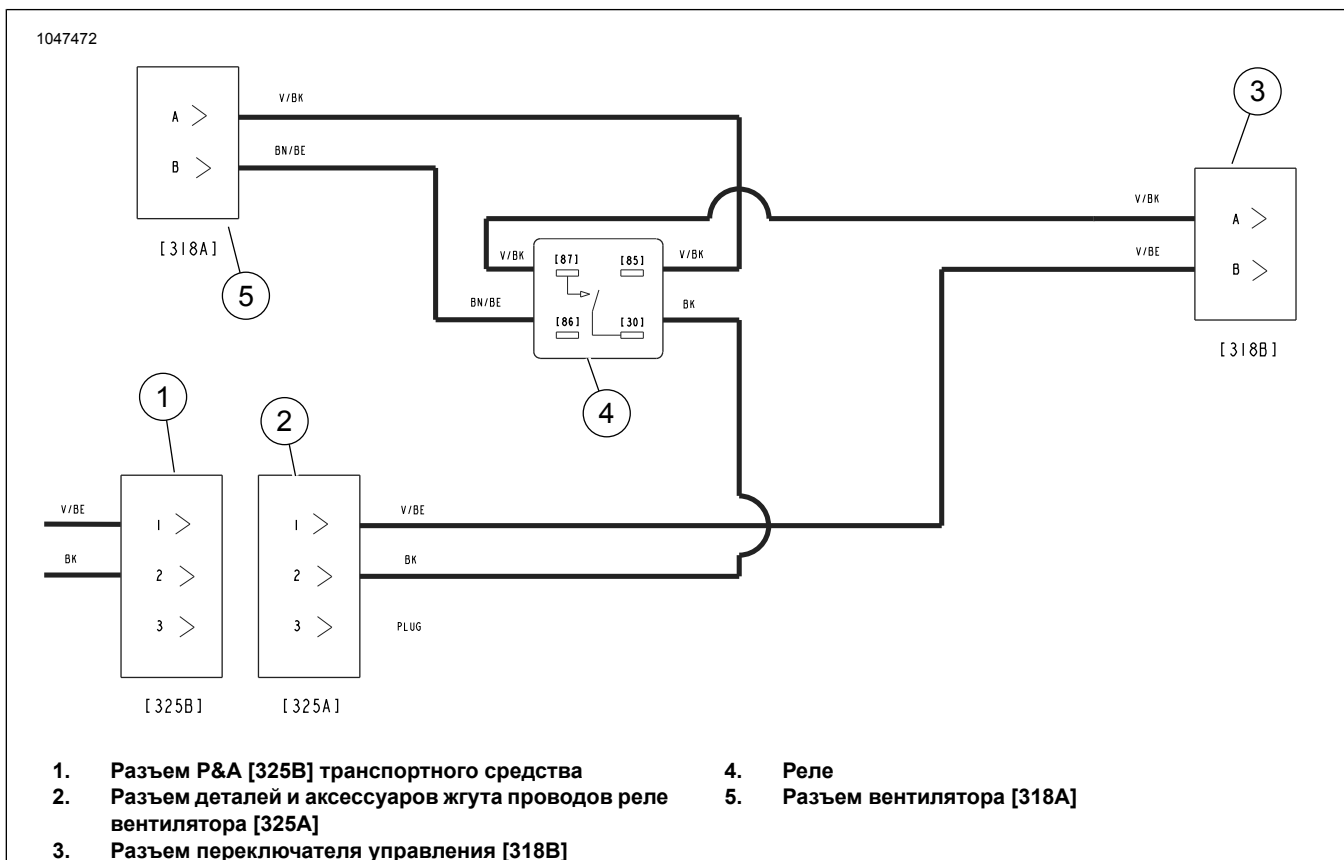 1047472
5
3
4
1
2
A
B
V/BK
BN/BE
[318A]
V/BK
BN/BE
[87]
[85]
[86]
[30]
V/BK
BK
V/BK
V/BE
A
B
[318B]
V/BE
BK
1
2
3
[325B]
1
2
3
[325A]
V/BE
BK
PLUG
1. Разъем P&A [325B] транспортного средства
2. Разъем деталей и аксессуаров жгута проводов реле
вентилятора [325A]
3. Разъем переключателя управления [318B]
4. Реле
5. Разъем вентилятора [318A]